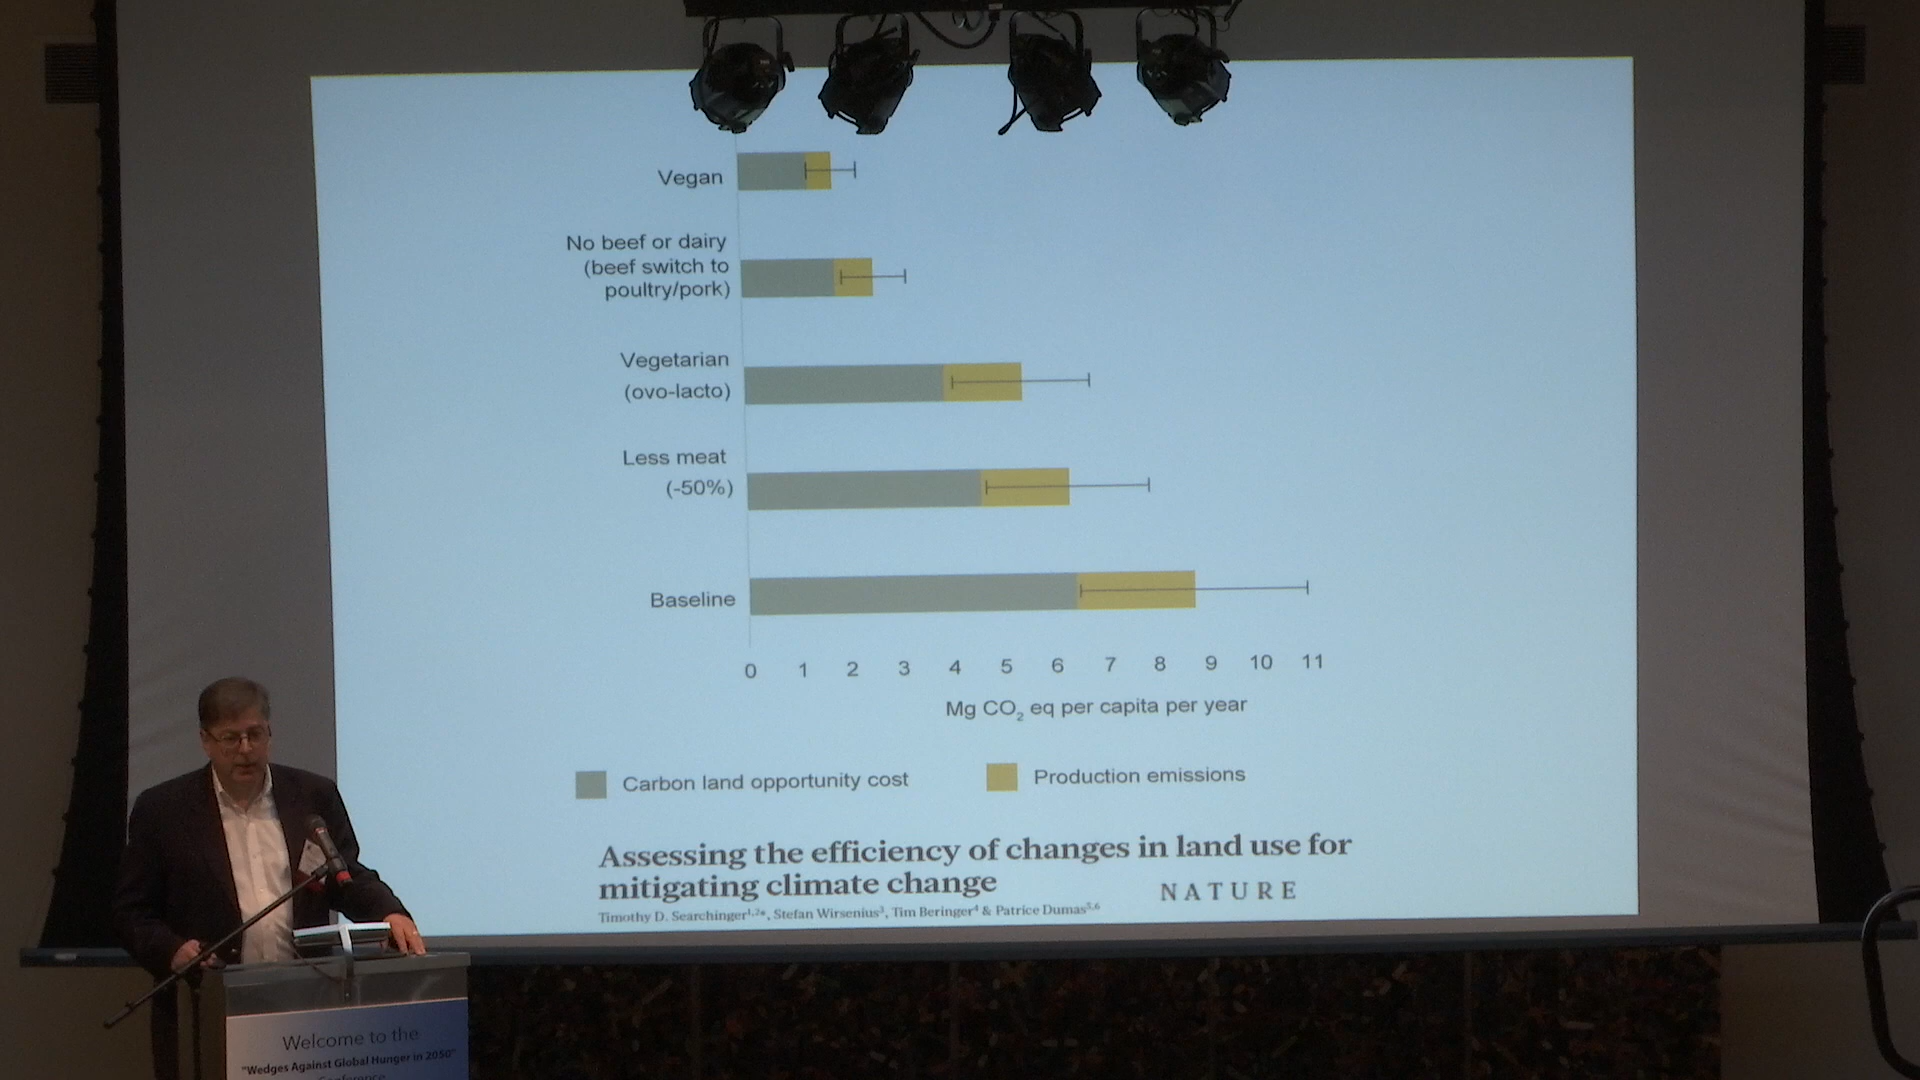 Vegan
No beef or dairy
(beef switch to
poultry/pork)
Vegetarian
(ovo-lacto)
Less meat
(-50%)
Baseline
0 1 2 3 4 5 6 7 8 9 10 11
Mg CO₂ eq per capita per year
Carbon land opportunity cost
Production emissions
Assessing the efficiency of changes in land use for
mitigating climate change
NATURE
Timothy D. Searchinger¹,²*, Stefan Wirsenius³, Tim Beringer⁴ & Patrice Dumas⁵,⁶
Welcome to the
"Wedges Against Global Hunger in 2050"
Conference